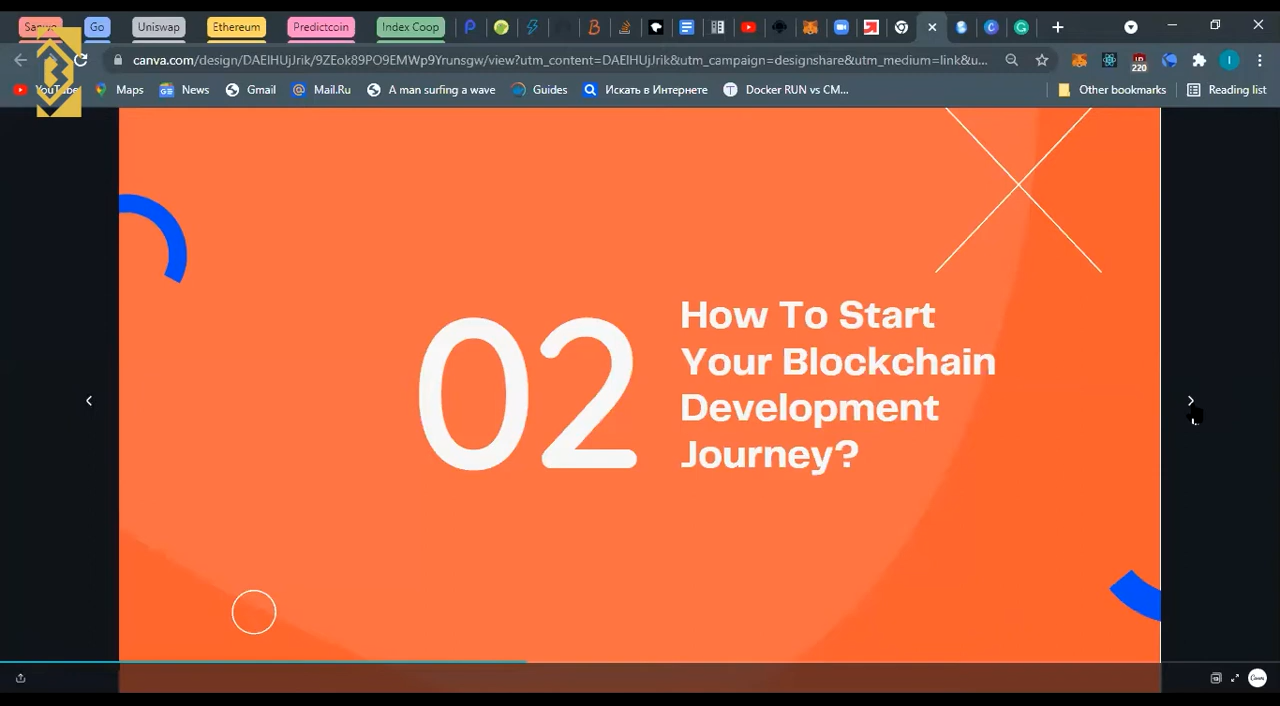 Go
Uniswap
Ethereum
Predictcoin
Index Coop
canva.com/design/DAEIHUjJrik/9ZEok89PO9EMWp9Yrunsgw/view?utm_content=DAEIHUjJrik&utm_campaign=designshare&utm_medium=link&u...
220
YouTube
Maps
News
Gmail
Mail.Ru
A man surfing a wave
Guides
Искать в Интернете
Docker RUN vs CM...
Other bookmarks
Reading list
02
How To Start
Your Blockchain
Development
Journey?
Canva